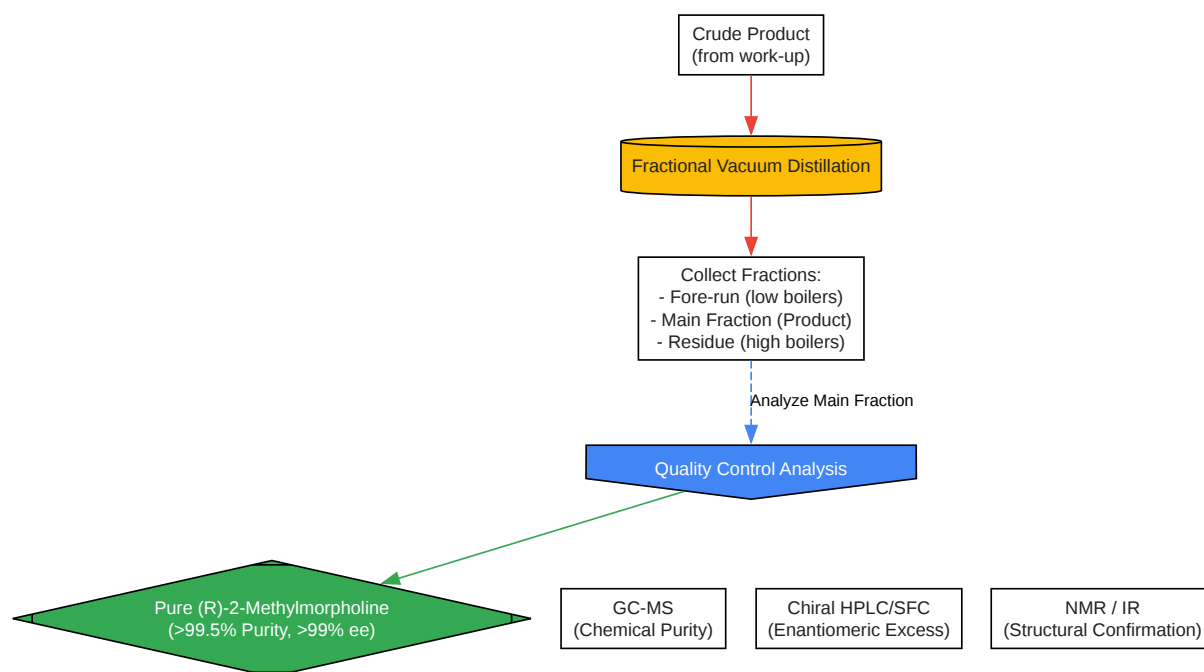 Crude Product
(from work-up)
Fractional Vacuum Distillation
Collect Fractions:
- Fore-run (low boilers)
- Main Fraction (Product)
- Residue (high boilers)
Analyze Main Fraction
Quality Control Analysis
Pure (R)-2-Methylmorpholine
(>99.5% Purity, >99% ee)
GC-MS
(Chemical Purity)
Chiral HPLC/SFC
(Enantiomeric Excess)
NMR / IR
(Structural Confirmation)